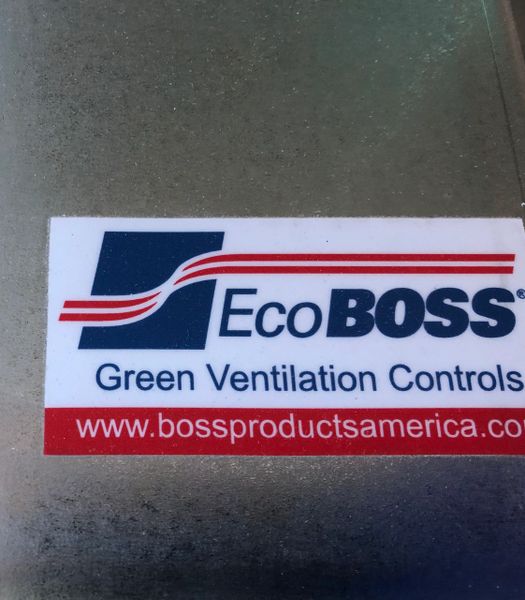 EcoBOSS®
Green Ventilation Controls
www.bossproductsamerica.co